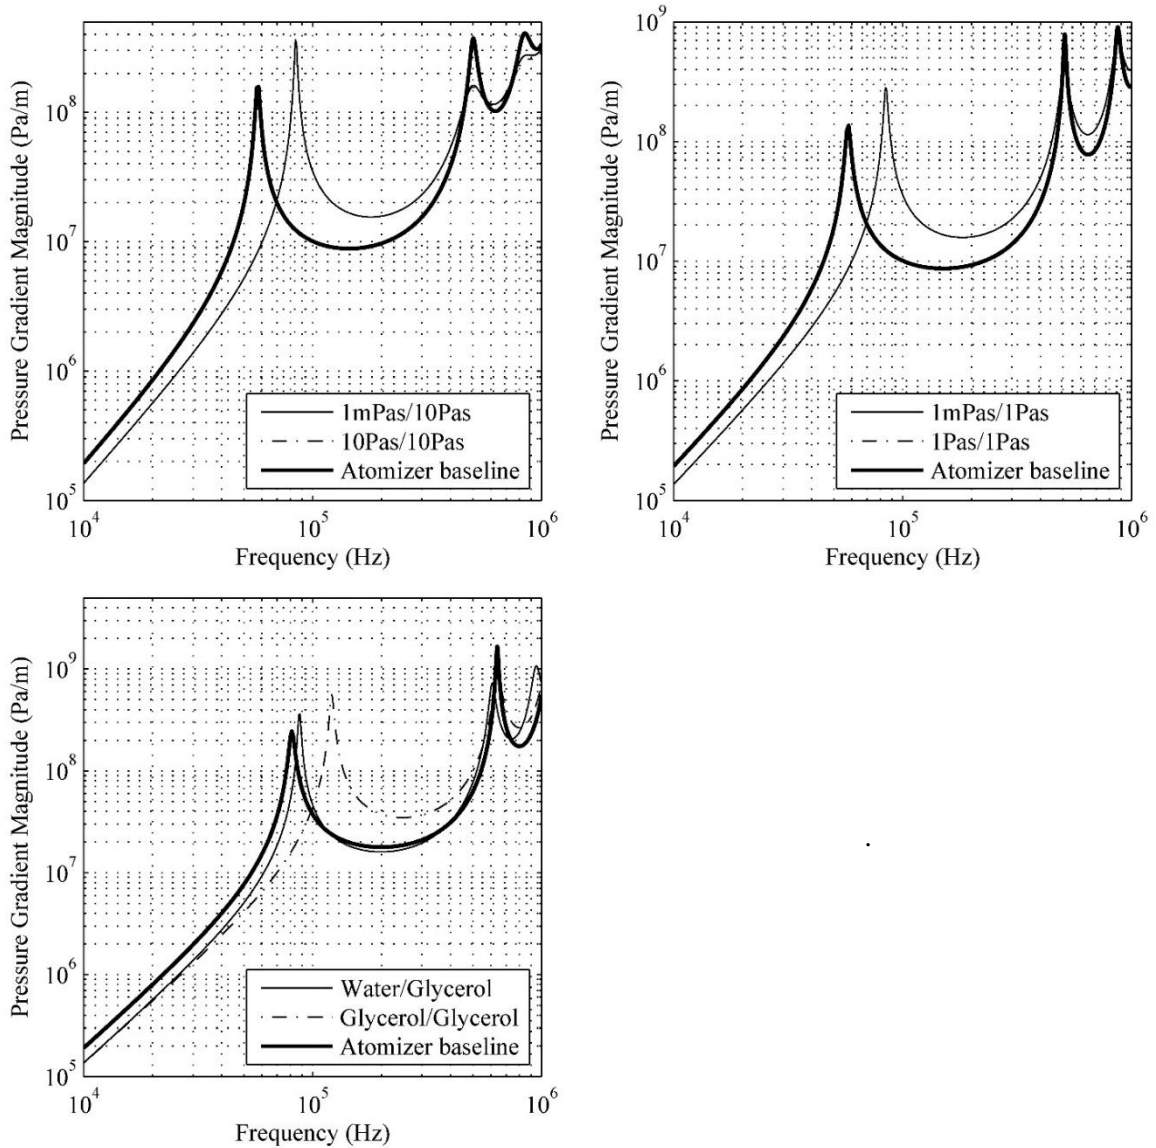 Pressure Gradient Magnitude (Pa/m)
10^8
10^7
10^6
10^5
1mPas/10Pas
10Pas/10Pas
Atomizer baseline
10^4
10^5
10^6
Frequency (Hz)
Pressure Gradient Magnitude (Pa/m)
10^9
10^8
10^7
10^6
10^5
1mPas/1Pas
1Pas/1Pas
Atomizer baseline
10^4
10^5
10^6
Frequency (Hz)
Pressure Gradient Magnitude (Pa/m)
10^9
10^8
10^7
10^6
10^5
Water/Glycerol
Glycerol/Glycerol
Atomizer baseline
10^4
10^5
10^6
Frequency (Hz)